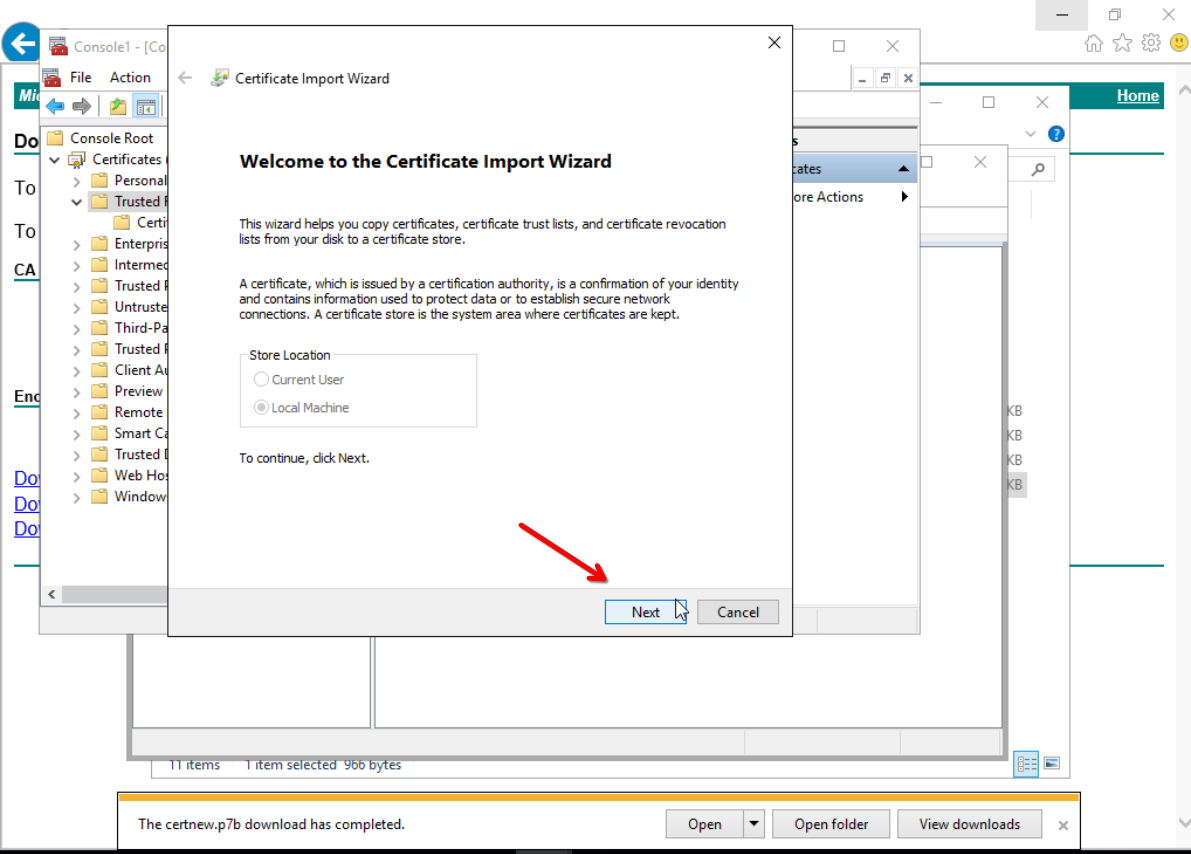 Console1 - [Co
File Action
Certificate Import Wizard
Home
Do
To
To
CA
Console Root
Certificates
Personal
Trusted
Certi
Enterpris
Intermed
Trusted
Untruste
Third-Pa
Trusted
Client Au
Preview
Remote
Smart Ca
Trusted
Web Hos
Window
Welcome to the Certificate Import Wizard
This wizard helps you copy certificates, certificate trust lists, and certificate revocation
lists from your disk to a certificate store.
A certificate, which is issued by a certification authority, is a confirmation of your identity
and contains information used to protect data or to establish secure network
connections. A certificate store is the system area where certificates are kept.
Store Location
Current User
Local Machine
To continue, click Next.
Next Cancel
s
cates
ore Actions
KB
KB
KB
KB
Enc
Do
Do
Do
11 items 1 item selected 966 bytes
The certnew.p7b download has completed.
Open Open folder View downloads